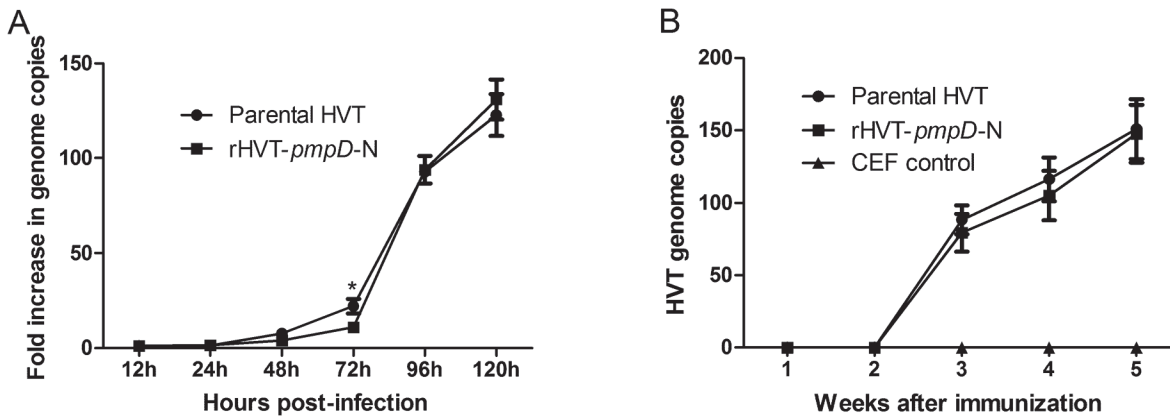 A
Fold increase in genome copies
150
100
50
0
Parental HVT
rHVT-pmpD-N
*
12h 24h 48h 72h 96h 120h
Hours post-infection
B
HVT genome copies
200
150
100
50
0
Parental HVT
rHVT-pmpD-N
CEF control
1 2 3 4 5
Weeks after immunization